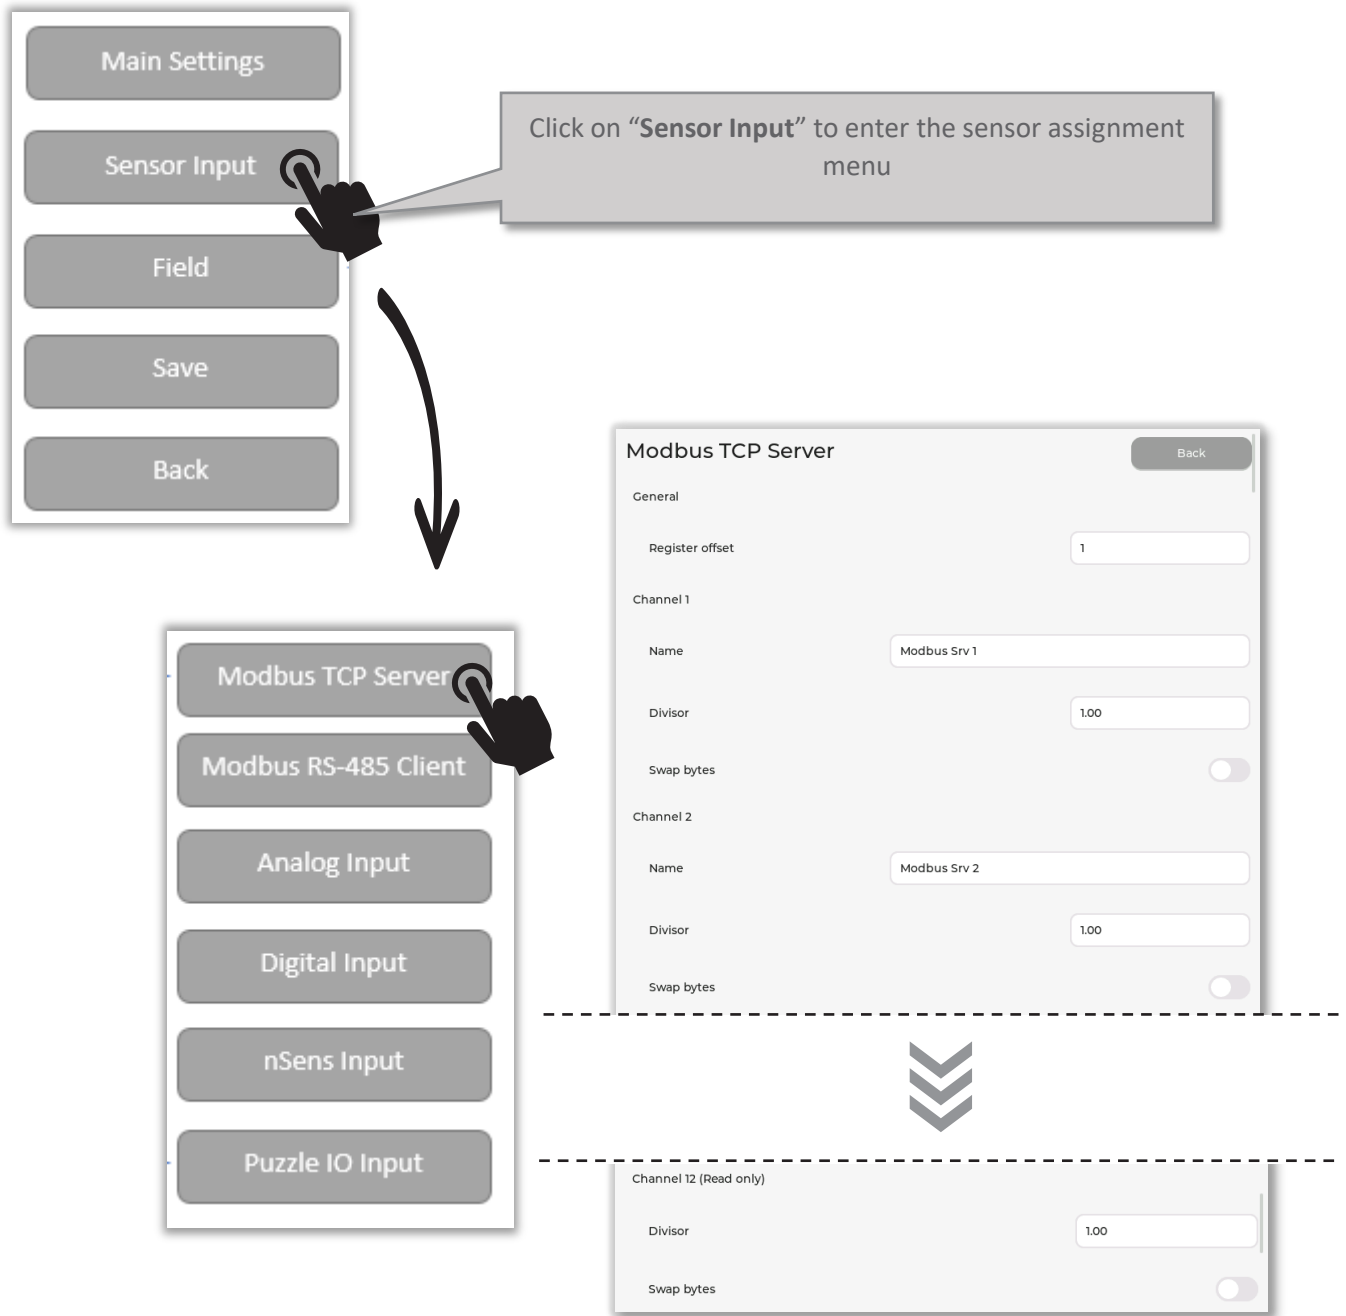 Main Settings
Sensor Input
Field
Save
Back
Click on “Sensor Input” to enter the sensor assignment
menu
Modbus TCP Server
Modbus RS-485 Client
Analog Input
Digital Input
nSens Input
Puzzle IO Input
Modbus TCP Server
Back
General
Register offset
1
Channel 1
Name
Modbus Srv 1
Divisor
1.00
Swap bytes
Channel 2
Name
Modbus Srv 2
Divisor
1.00
Swap bytes
Channel 12 (Read only)
Divisor
1.00
Swap bytes